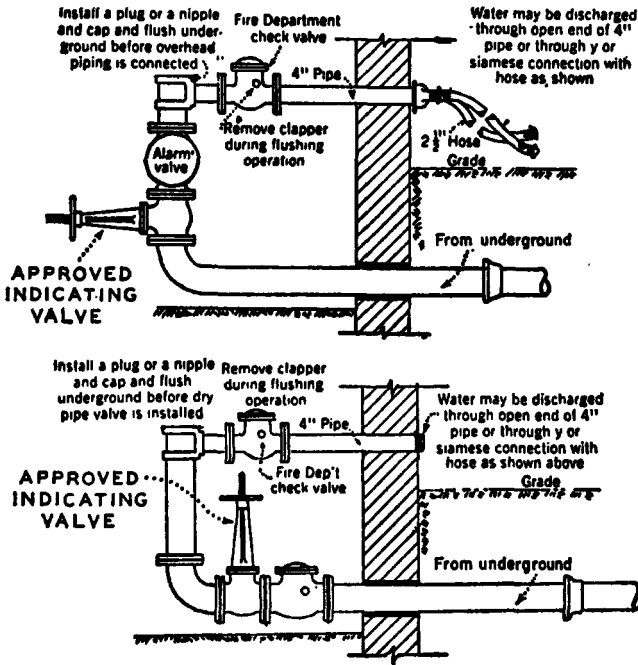 Install a plug or a nipple
and cap and flush under-
ground before overhead
piping is connected
Fire Department
check valve
Water may be discharged
through open end of 4"
pipe or through y or
siamese connection with
hose as shown
4" Pipe
Remove clapper
during flushing
operation
2½" Hose
Grade
Alarm
valve
From underground
APPROVED
INDICATING
VALVE
Install a plug or a nipple
and cap and flush
underground before dry
pipe valve is installed
Remove clapper
during flushing
operation
Water may be discharged
through open end of 4"
pipe or through y or
siamese connection with
hose as shown above
4" Pipe
Grade
Fire Dep't
check valve
APPROVED
INDICATING
VALVE
From underground